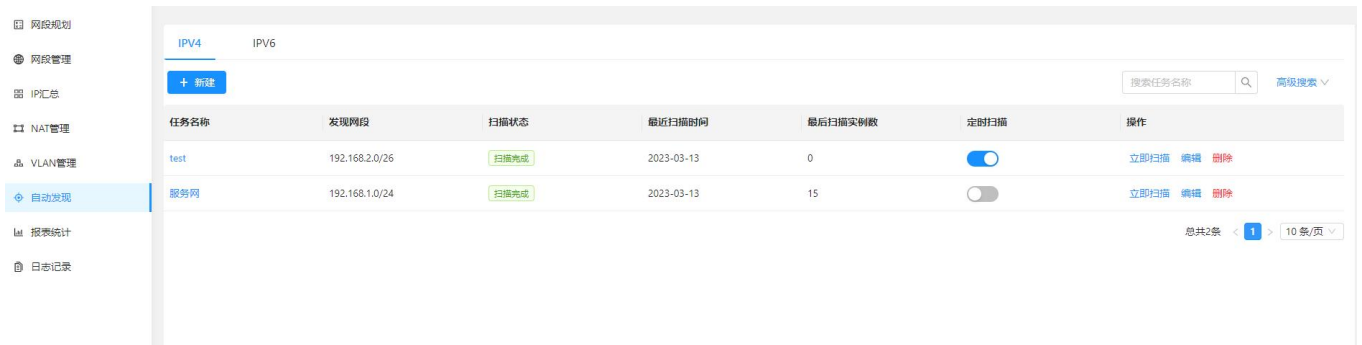 网段规划
网段管理
IP汇总
NAT管理
VLAN管理
自动发现
报表统计
日志记录
IPV4 IPV6
+ 新建 搜索任务名称 高级搜索
任务名称 发现网段 扫描状态 最近扫描时间 最后扫描实例数 定时扫描 操作
test 192.168.2.0/26 扫描完成 2023-03-13 0 立即扫描 编辑 删除
服务网 192.168.1.0/24 扫描完成 2023-03-13 15 立即扫描 编辑 删除
总共2条 < 1 > 10 条/页